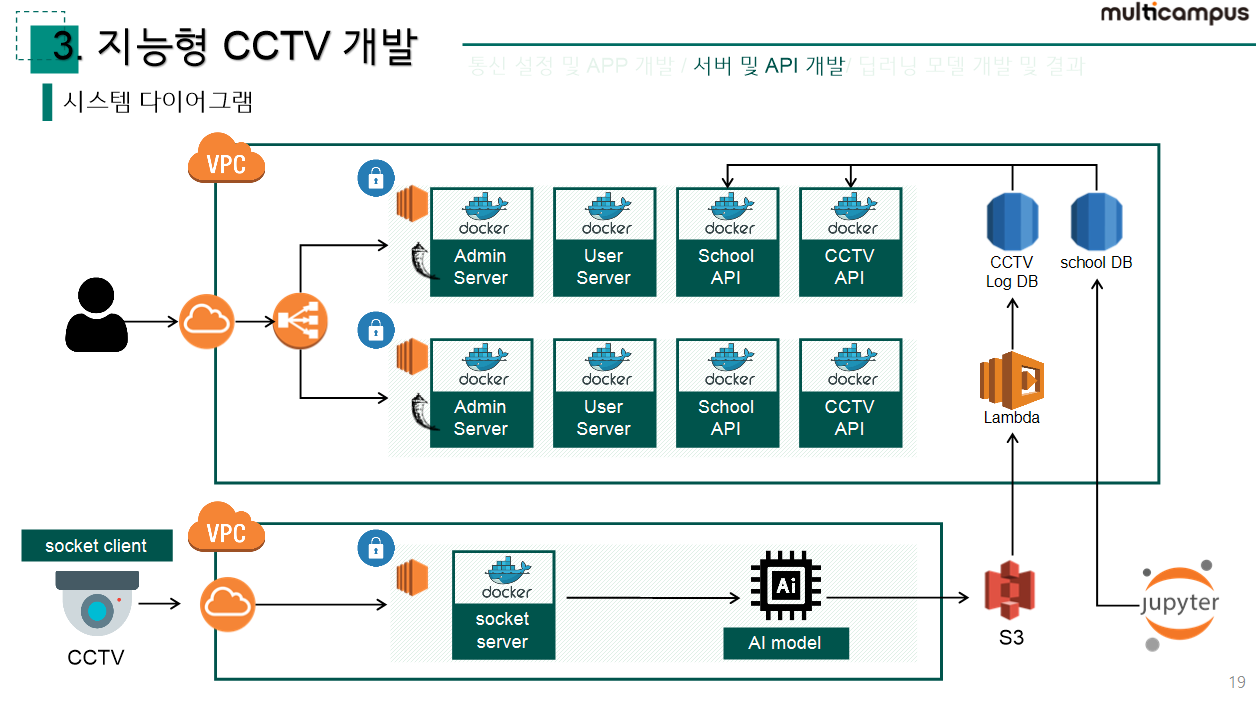 multicampus
3. 지능형 CCTV 개발
통신 설정 및 APP 개발 / 서버 및 API 개발/ 딥러닝 모델 개발 및 결과
시스템 다이어그램
VPC
docker
docker
docker
docker
Admin
Server
User
Server
School
API
CCTV
API
CCTV
Log DB
school DB
docker
docker
docker
docker
Admin
Server
User
Server
School
API
CCTV
API
Lambda
VPC
socket client
CCTV
docker
socket
server
Ai
AI model
S3
jupyter
19